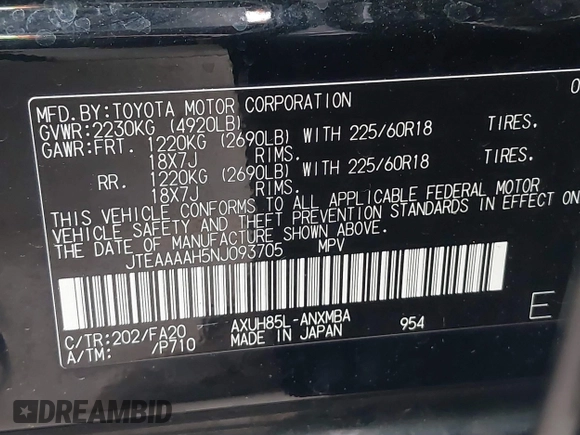 MFD.BY:TOYOTA MOTOR CORPORATION
GVWR:2230KG (4920LB)
GAWR:FRT. 1220KG (2690LB) WITH 225/60R18 TIRES.
18X7J RIMS.
RR. 1220KG (2690LB) WITH 225/60R18 TIRES.
18X7J RIMS.
THIS VEHICLE CONFORMS TO ALL APPLICABLE FEDERAL MOTOR
VEHICLE SAFETY AND THEFT PREVENTION STANDARDS IN EFFECT ON
THE DATE OF MANUFACTURE SHOWN ABOVE.
JTEAAAAH5NJ093705 MPV
C/TR:202/FA20 AXUH85L-ANXMBA 954 E
A/TM: /P710 MADE IN JAPAN
DREAMBID